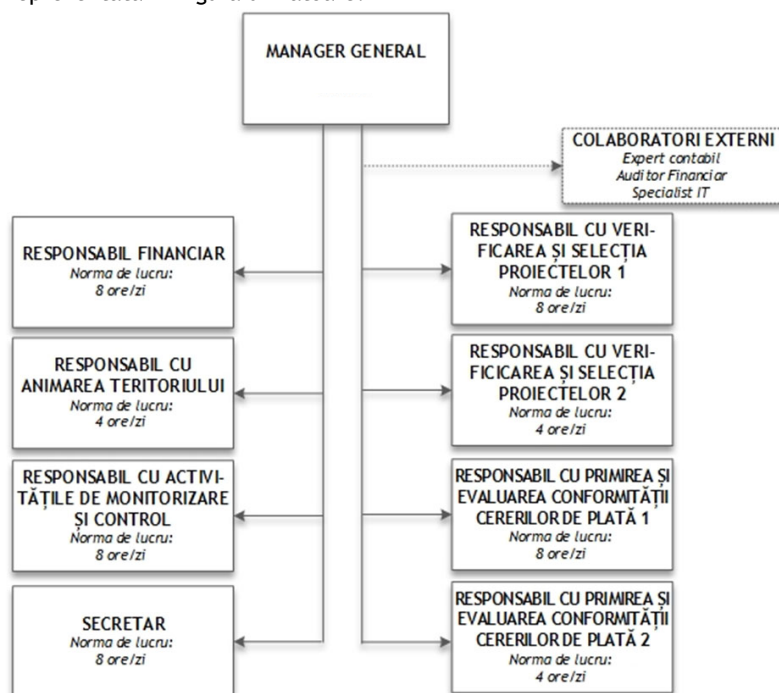 MANAGER GENERAL
COLABORATORI EXTERNI
Expert contabil
Auditor Financiar
Specialist IT
RESPONSABIL FINANCIAR
Norma de lucru:
8 ore/zi
RESPONSABIL CU VERI-
FICAREA ȘI SELECȚIA
PROIECTELOR 1
Norma de lucru:
8 ore/zi
RESPONSABIL CU
ANIMAREA TERITORIULUI
Norma de lucru:
4 ore/zi
RESPONSABIL CU VERI-
FICICAREA ȘI SELECȚIA
PROIECTELOR 2
Norma de lucru:
4 ore/zi
RESPONSABIL CU ACTIVI-
TĂȚILE DE MONITORIZARE
ȘI CONTROL
Norma de lucru:
8 ore/zi
RESPONSABIL CU PRIMIREA ȘI
EVALUAREA CONFORMITĂȚII
CERERILOR DE PLATĂ 1
Norma de lucru:
8 ore/zi
SECRETAR
Norma de lucru:
8 ore/zi
RESPONSABIL CU PRIMIREA ȘI
EVALUAREA CONFORMITĂȚII
CERERILOR DE PLATĂ 2
Norma de lucru:
4 ore/zi